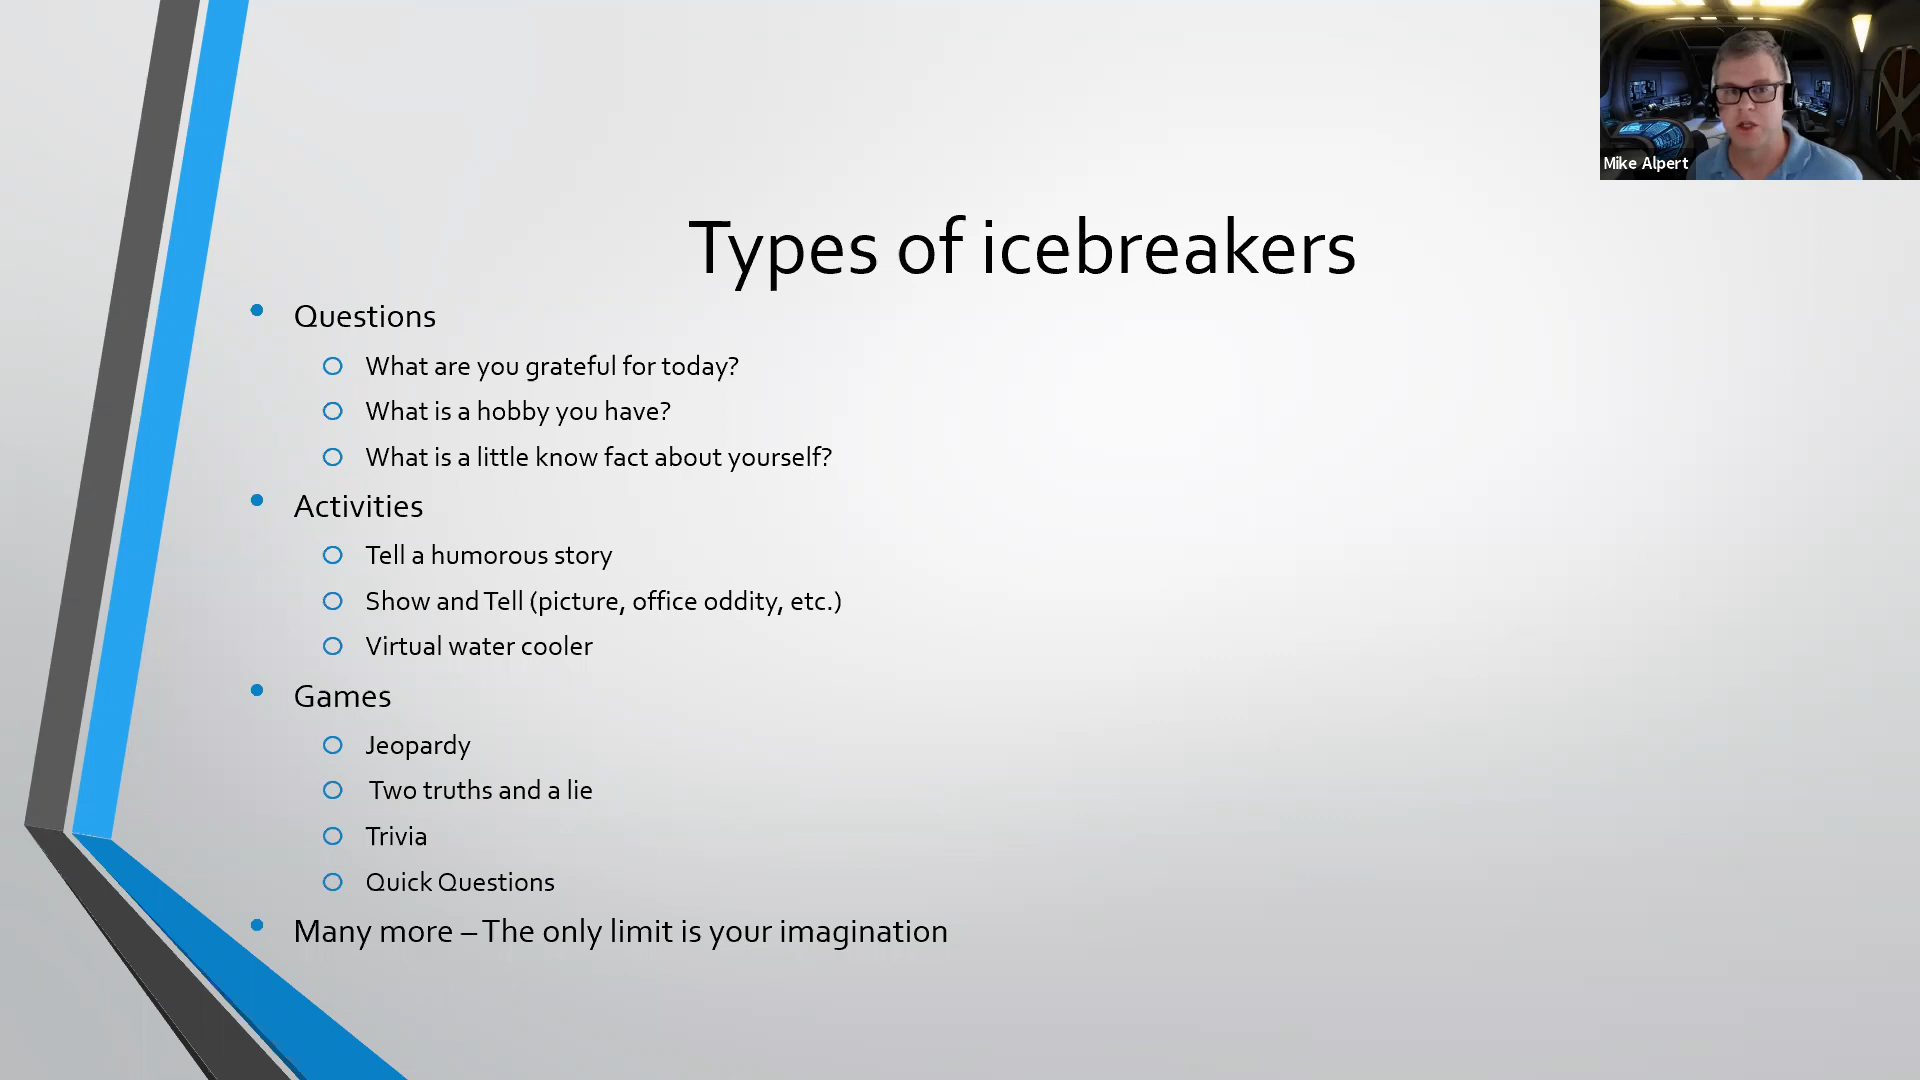 Mike Alpert
Types of icebreakers
Questions
What are you grateful for today?
What is a hobby you have?
What is a little know fact about yourself?
Activities
Tell a humorous story
Show and Tell (picture, office oddity, etc.)
Virtual water cooler
Games
Jeopardy
Two truths and a lie
Trivia
Quick Questions
Many more – The only limit is your imagination